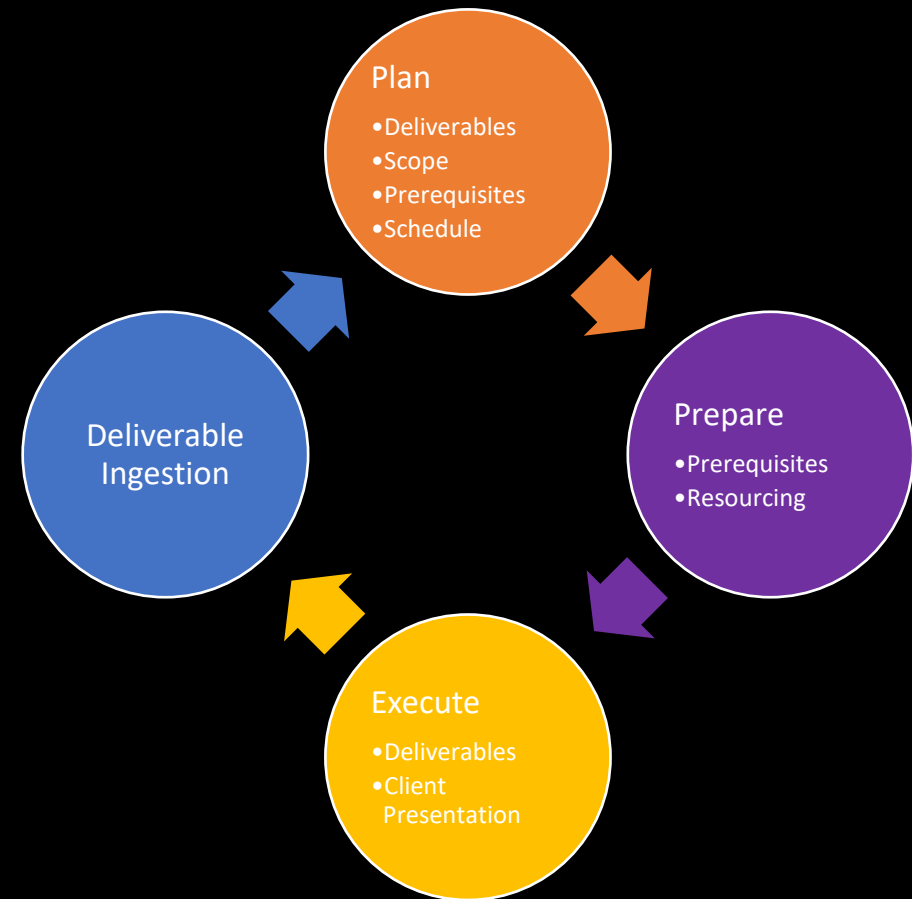 Plan
•Deliverables
•Scope
•Prerequisites
•Schedule
Prepare
•Prerequisites
•Resourcing
Execute
•Deliverables
•Client
Presentation
Deliverable
Ingestion